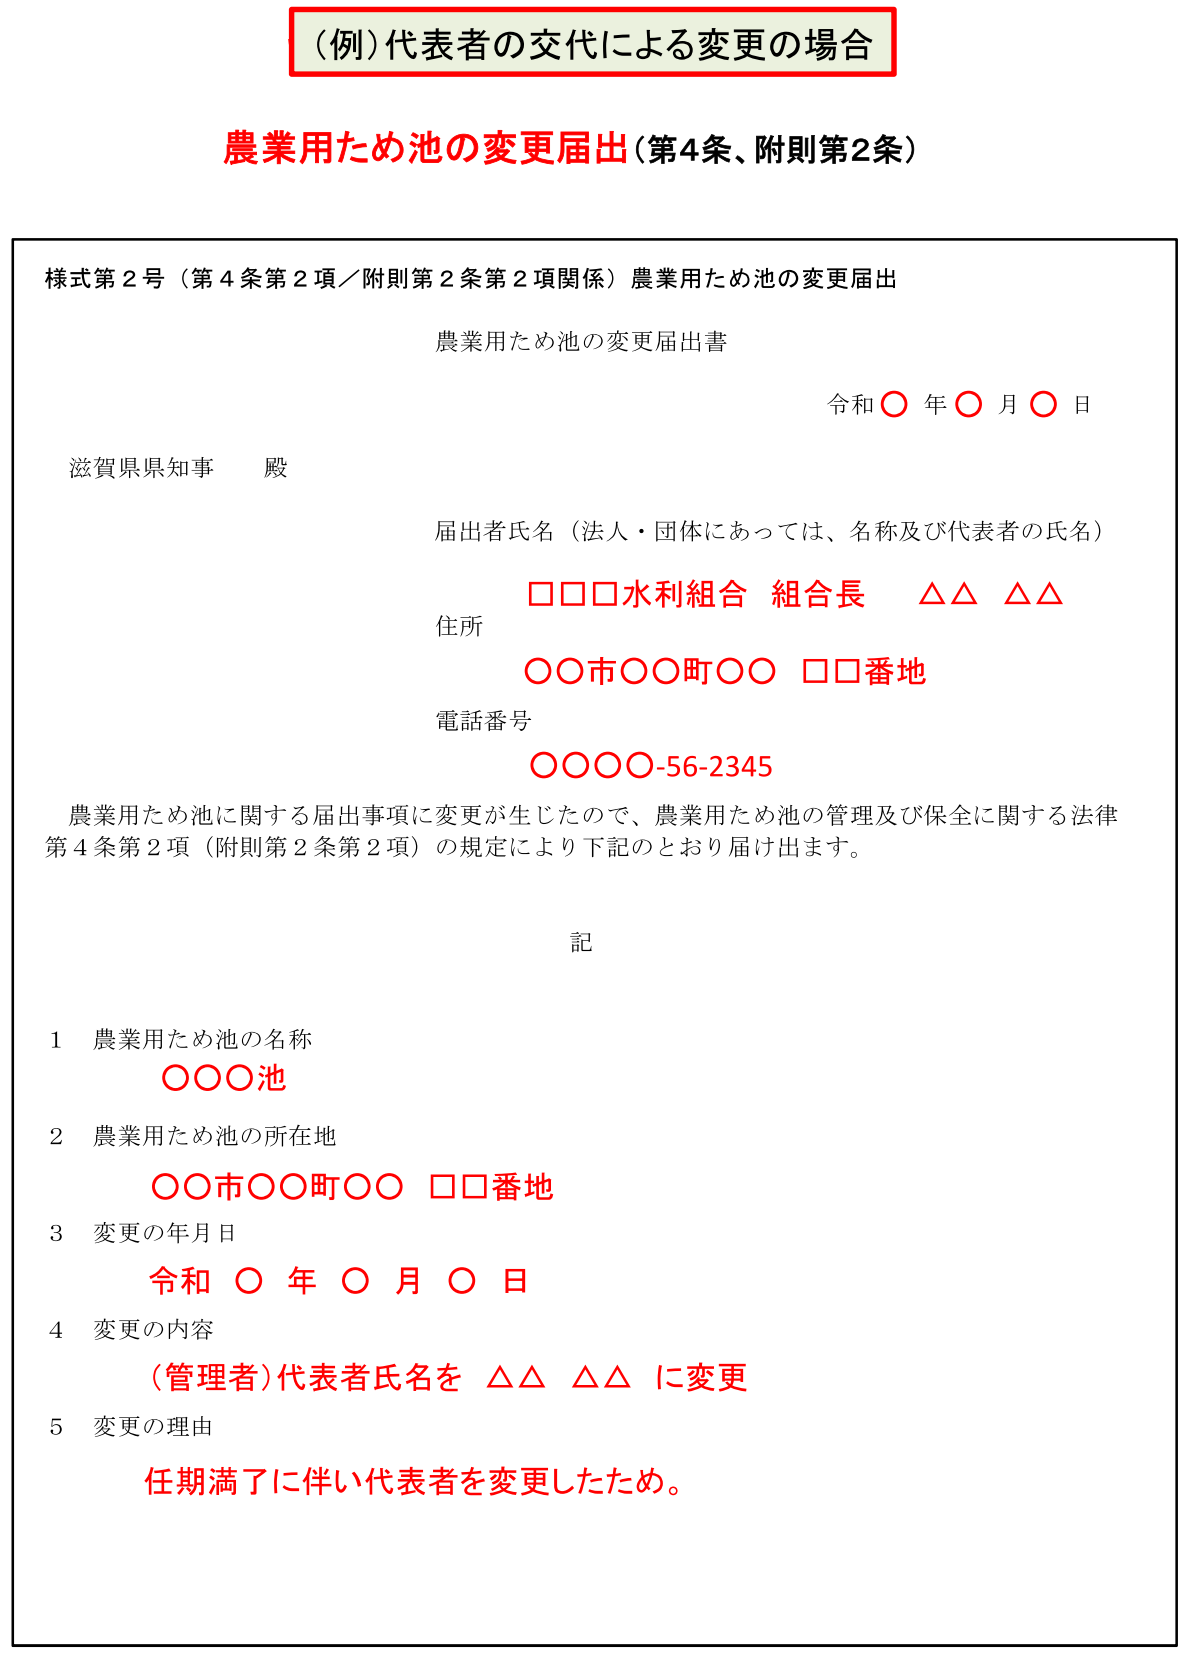 （例）代表者の交代による変更の場合
農業用ため池の変更届出（第4条、附則第2条）
様式第２号（第４条第２項／附則第２条第２項関係）農業用ため池の変更届出
農業用ため池の変更届出書
令和〇 年〇 月〇 日
滋賀県県知事　　殿
届出者氏名（法人・団体にあっては、名称及び代表者の氏名）
□□□水利組合　組合長　　△△　△△
住所
〇〇市〇〇町〇〇　□□番地
電話番号
〇〇〇〇-56-2345
農業用ため池に関する届出事項に変更が生じたので、農業用ため池の管理及び保全に関する法律
第４条第２項（附則第２条第２項）の規定により下記のとおり届け出ます。
記
１　農業用ため池の名称
〇〇〇池
２　農業用ため池の所在地
〇〇市〇〇町〇〇　□□番地
３　変更の年月日
令和　〇　年　〇　月　〇　日
４　変更の内容
（管理者）代表者氏名を　△△　△△　に変更
５　変更の理由
任期満了に伴い代表者を変更したため。